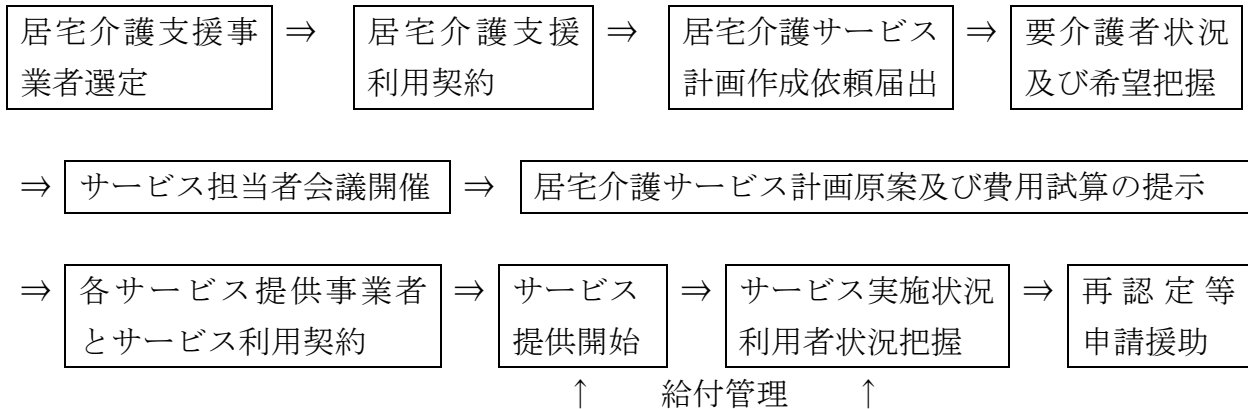 居宅介護支援事 ⇒ 居宅介護支援 ⇒ 居宅介護サービス ⇒ 要介護者状況
業者選定 利用契約 計画作成依頼届出 及び希望把握
⇒ サービス担当者会議開催 ⇒ 居宅介護サービス計画原案及び費用試算の提示
⇒ 各サービス提供事業者 ⇒ サービス ⇒ サービス実施状況 ⇒ 再認定等
とサービス利用契約 提供開始 利用者状況把握 申請援助
↑ 給付管理 ↑